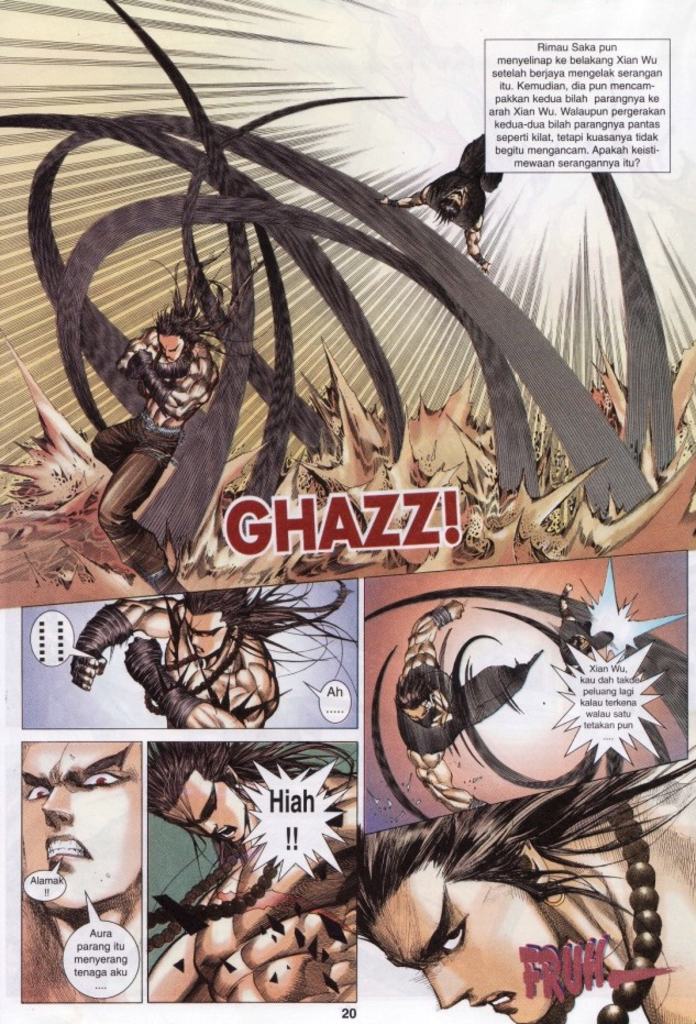 Rimau Saka pun
menyelinap ke belakang Xian Wu
setelah berjaya mengelak serangan
itu. Kemudian, dia pun mencam-
pakkan kedua bilah parangnya ke
arah Xian Wu. Walaupun pergerakan
kedua-dua bilah parangnya pantas
seperti kilat, tetapi kuasanya tidak
begitu mengancam. Apakah keisti-
mewaan serangannya itu?
GHAZZ!
Ah
.....
Xian Wu,
kau dah takde
peluang lagi
kalau terkena
walau satu
tetakan pun
....
Alamak
!!
Aura
parang itu
menyerang
tenaga aku
....
Hiah
!!
FRUH
20